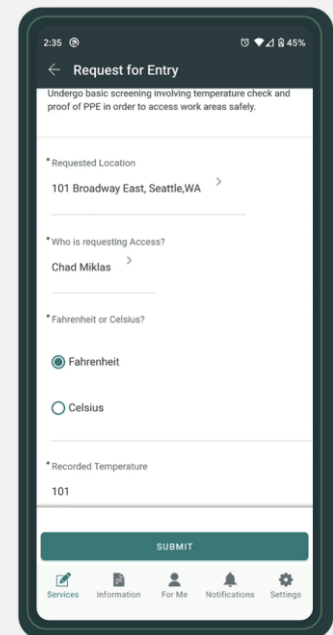 2:35 45%
Request for Entry
Undergo basic screening involving temperature check and
proof of PPE in order to access work areas safely.
* Requested Location
101 Broadway East, Seattle,WA
* Who is requesting Access?
Chad Miklas
* Fahrenheit or Celsius?
Fahrenheit
Celsius
* Recorded Temperature
101
SUBMIT
Services Information For Me Notifications Settings